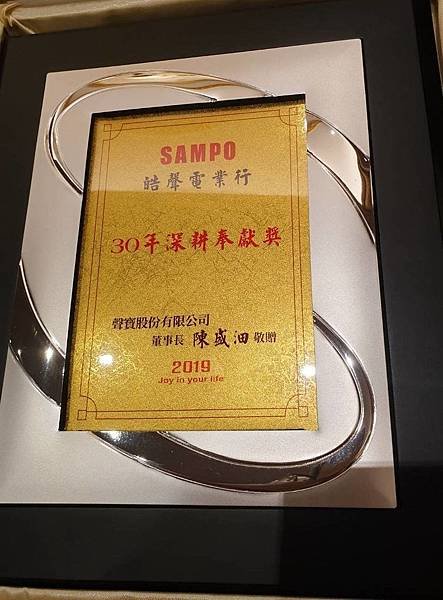 SAMPO
皓聲電業行
30年深耕奉獻獎
聲寶股份有限公司
董事長 陳盛沺 敬贈
2019
Joy in your life